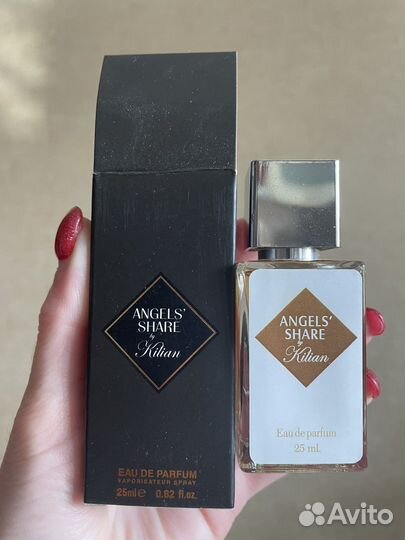 ANGELS'
SHARE
by
Kilian
EAU DE PARFUM
VAPORISATEUR SPRAY
25ml e 0.82 fl.oz.
ANGELS'
SHARE
by
Kilian
Eau de parfum
25 ml.
Avito